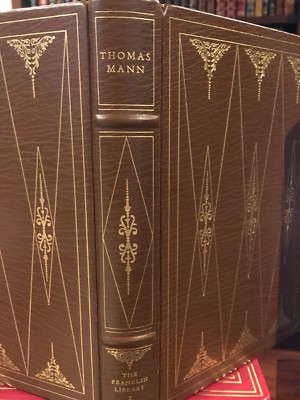 THOMAS
MANN
THE
FRANKLIN
LIBRARY